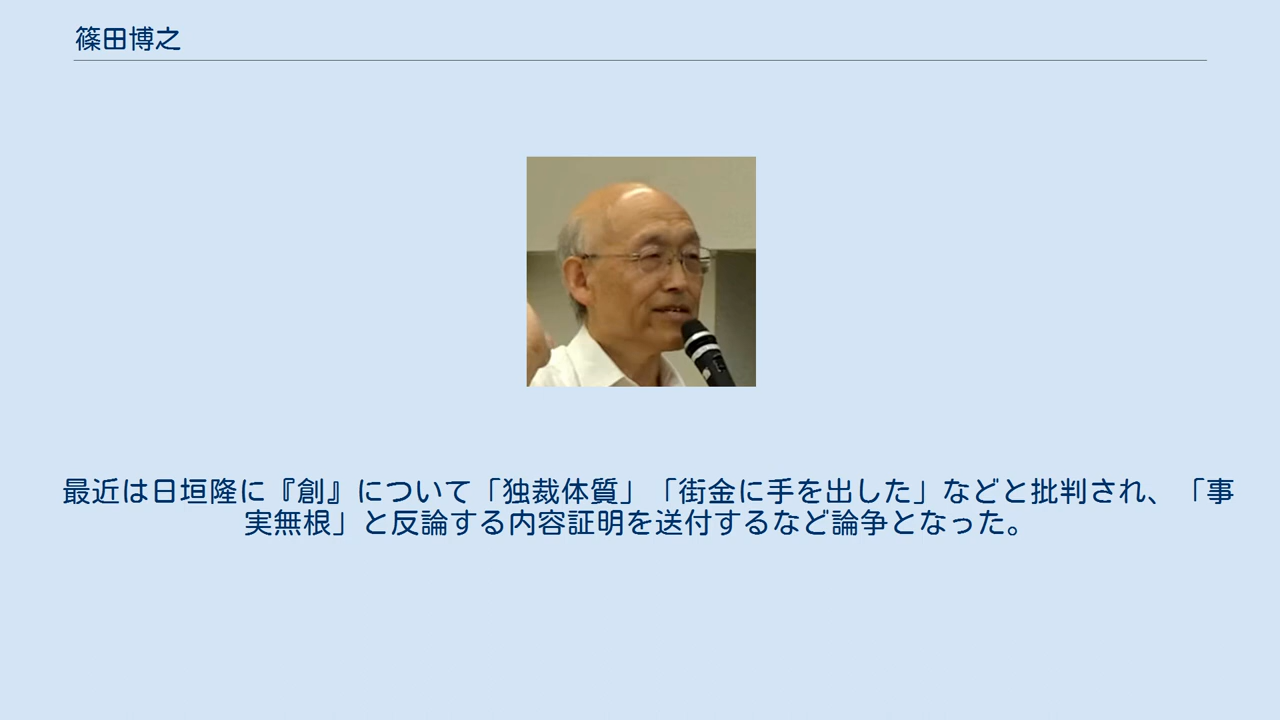 篠田博之
最近は日垣隆に『創』について「独裁体質」「街金に手を出した」などと批判され、「事
実無根」と反論する内容証明を送付するなど論争となった。